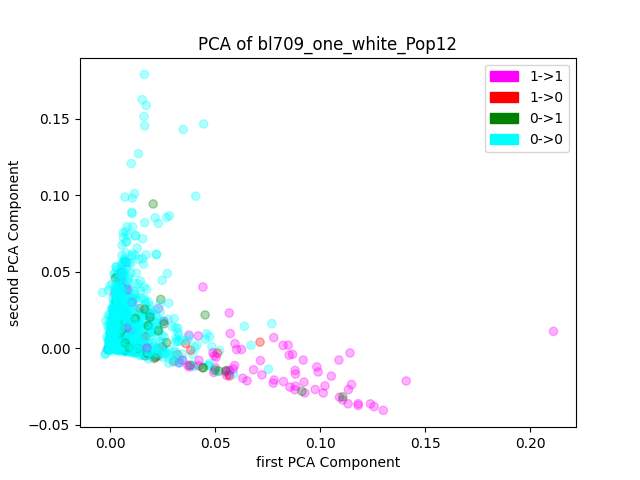 PCA of bl709_one_white_Pop12
1->1
1->0
0->1
0->0
second PCA Component
0.15
0.10
0.05
0.00
−0.05
0.00 0.05 0.10 0.15 0.20
first PCA Component